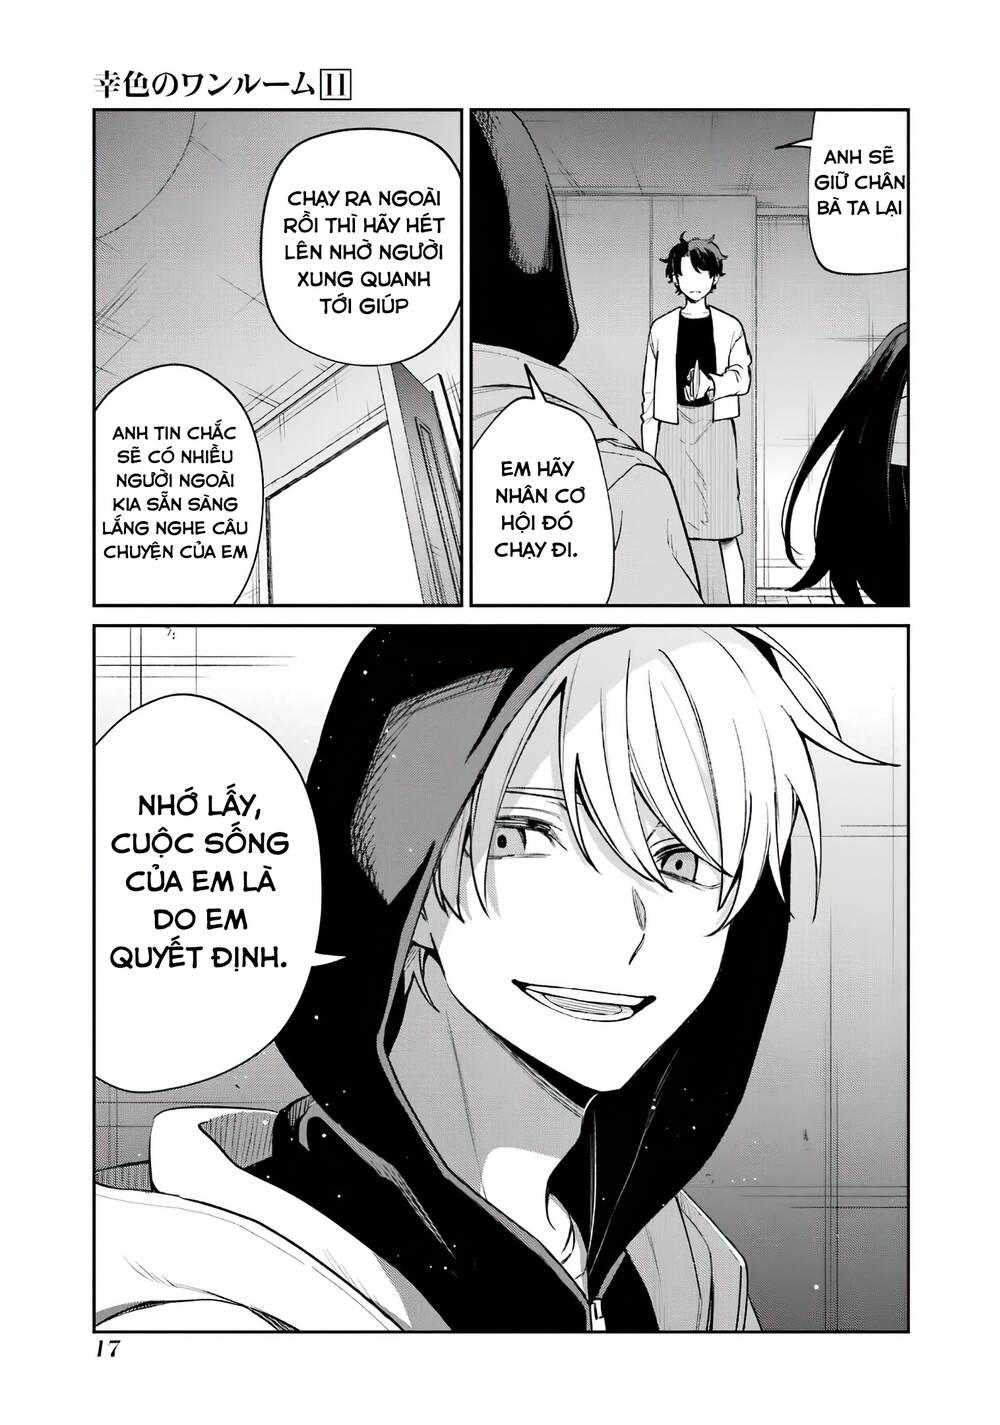 幸色のワンルーム 11
ANH SẼ
GIỮ CHÂN
BÀ TA LẠI
EM HÃY
NHÂN CƠ
HỘI ĐÓ
CHẠY ĐI.
CHẠY RA NGOÀI
RỒI THÌ HÃY HÉT
LÊN NHỜ NGƯỜI
XUNG QUANH
TỚI GIÚP
ANH TIN CHẮC
SẼ CÓ NHIỀU
NGƯỜI NGOÀI
KIA SẴN SÀNG
LẮNG NGHE CÂU
CHUYỆN CỦA EM
NHỚ LẤY,
CUỘC SỐNG
CỦA EM LÀ
DO EM
QUYẾT ĐỊNH.
17